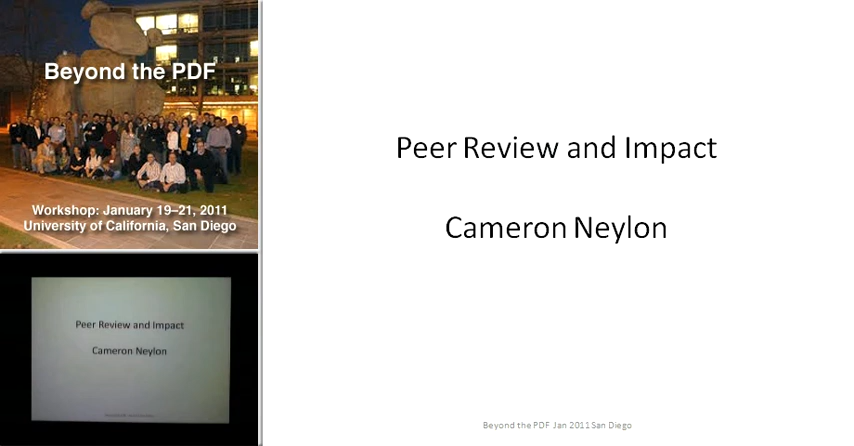 Beyond the PDF
Workshop: January 19–21, 2011
University of California, San Diego
Peer Review and Impact
Cameron Neylon
Peer Review and Impact
Cameron Neylon
Beyond the PDF Jan 2011 San Diego